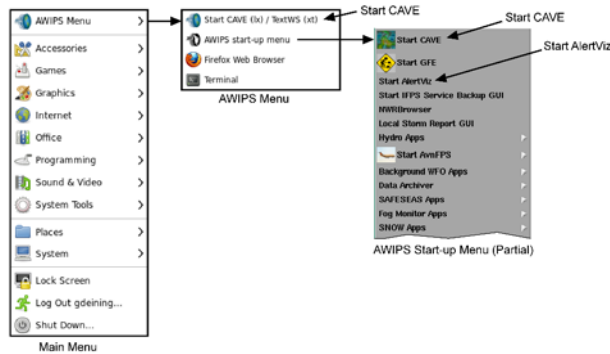 AWIPS Menu
Accessories
Games
Graphics
Internet
Office
Programming
Sound & Video
System Tools
Places
System
Lock Screen
Log Out gdeining...
Shut Down...
Main Menu
Start CAVE (lx) / TextWS (xt)
AWIPS start-up menu
Firefox Web Browser
Terminal
AWIPS Menu
Start CAVE
Start CAVE
Start AlertViz
Start CAVE
Start GFE
Start AlertViz
Start IFPS Service Backup GUI
NWRBrowser
Local Storm Report GUI
Hydro Apps
Start AvnFPS
Background WFO Apps
Data Archiver
SAFESEAS Apps
Fog Monitor Apps
SNOW Apps
AWIPS Start-up Menu (Partial)